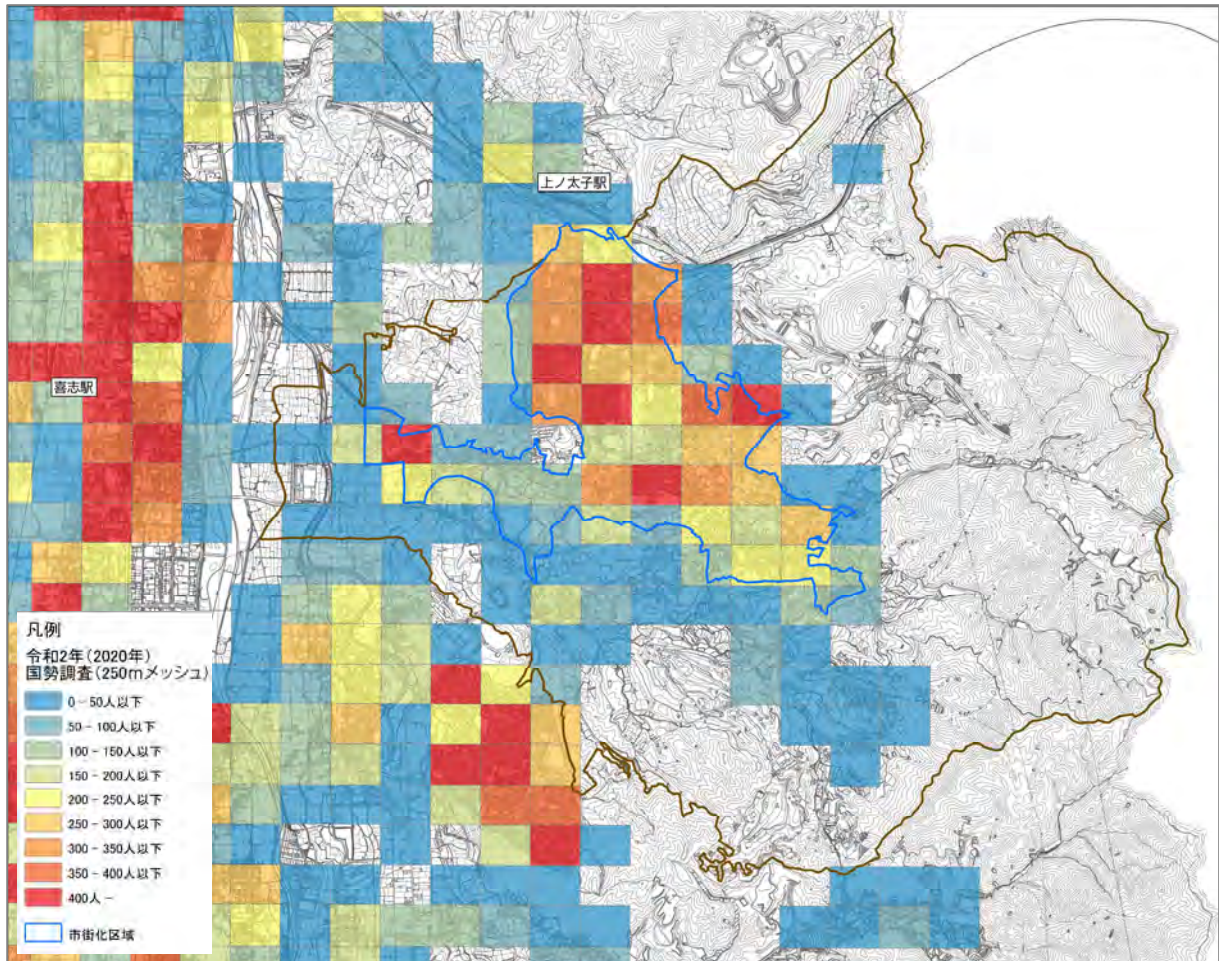 上ノ太子駅
喜志駅
凡例
令和2年(2020年)
国勢調査(250mメッシュ)
0-50人以下
50-100人以下
100-150人以下
150-200人以下
200-250人以下
250-300人以下
300-350人以下
350-400人以下
400人-
市街化区域